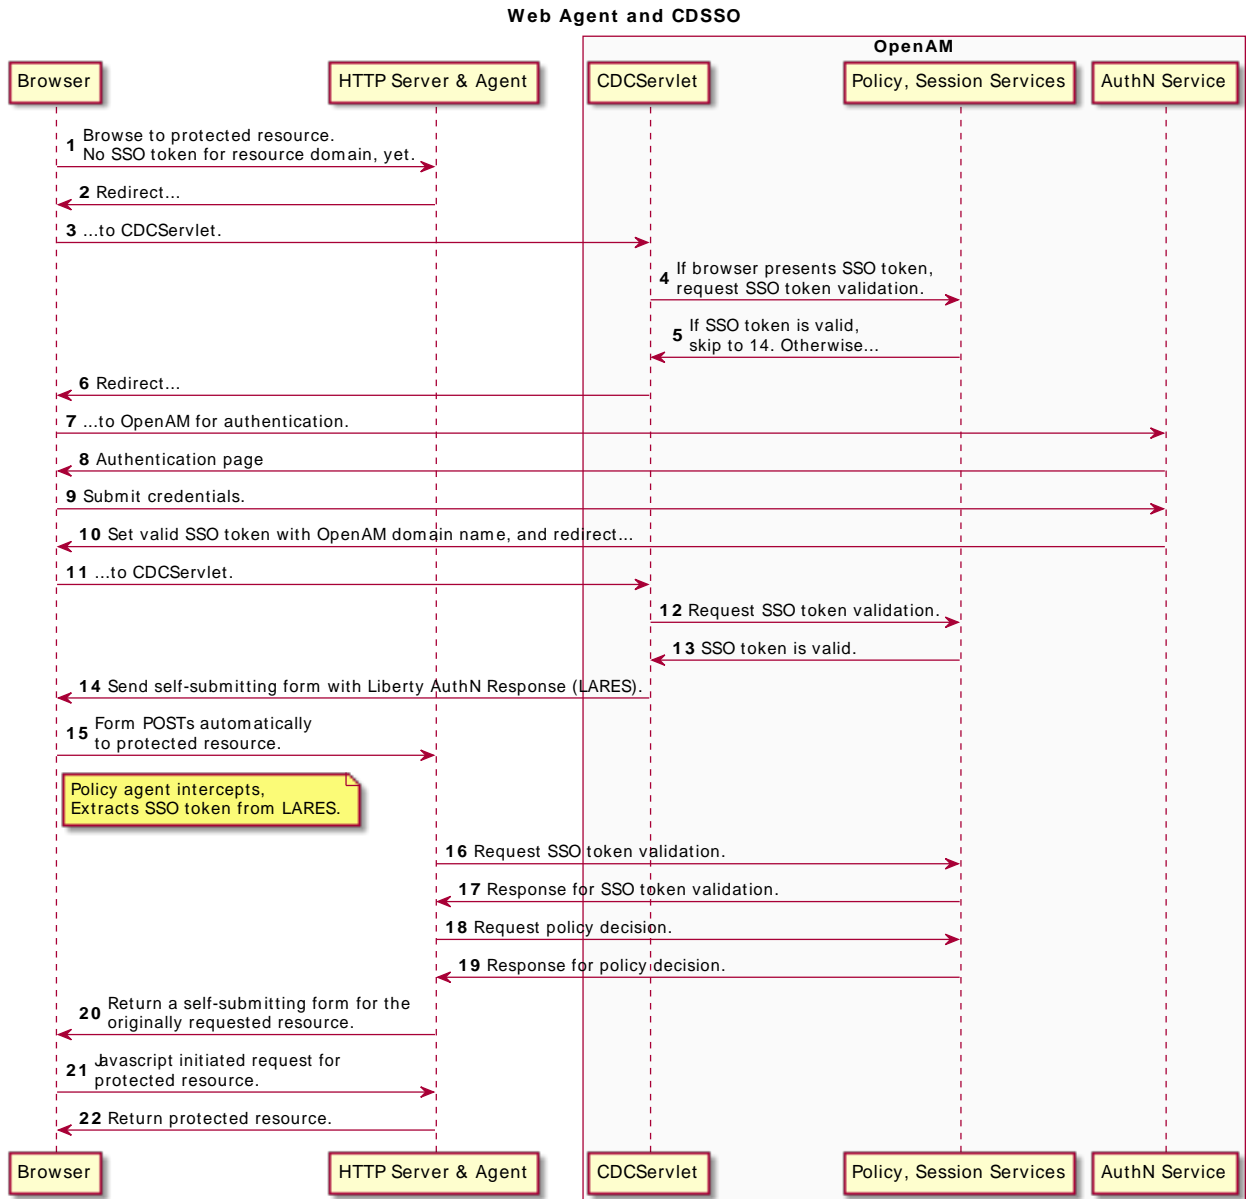 Web Agent and CDSSO
OpenAM
Browser
HTTP Server & Agent
CDCServlet
Policy, Session Services
AuthN Service
1 Browse to protected resource.
No SSO token for resource domain, yet.
2 Redirect...
3 ...to CDCServlet.
4 If browser presents SSO token,
request SSO token validation.
5 If SSO token is valid,
skip to 14. Otherwise...
6 Redirect...
7 ...to OpenAM for authentication.
8 Authentication page
9 Submit credentials.
10 Set valid SSO token with OpenAM domain name, and redirect...
11 ...to CDCServlet.
12 Request SSO token validation.
13 SSO token is valid.
14 Send self-submitting form with Liberty AuthN Response (LARES).
15 Form POSTs automatically
to protected resource.
Policy agent intercepts,
Extracts SSO token from LARES.
16 Request SSO token validation.
17 Response for SSO token validation.
18 Request policy decision.
19 Response for policy decision.
20 Return a self-submitting form for the
originally requested resource.
21 Javascript initiated request for
protected resource.
22 Return protected resource.
Browser
HTTP Server & Agent
CDCServlet
Policy, Session Services
AuthN Service